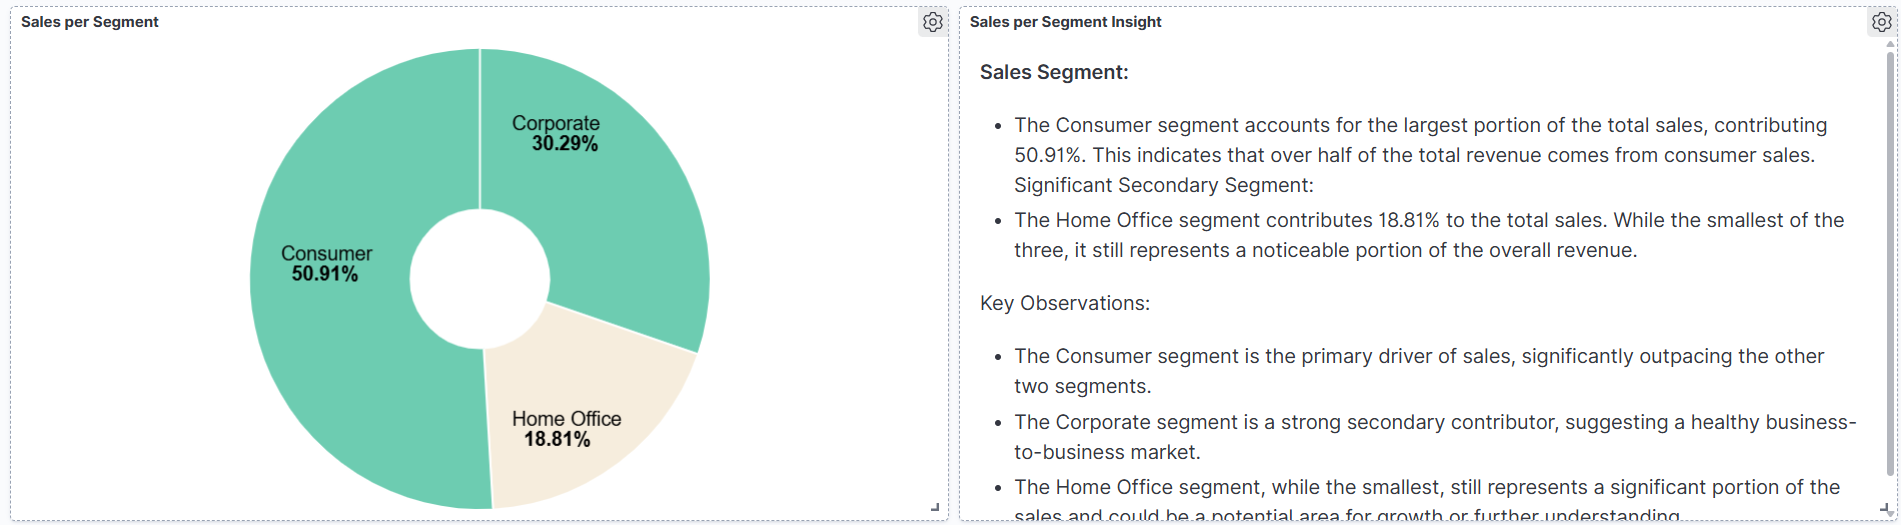 Sales per Segment
Corporate
30.29%
Consumer
50.91%
Home Office
18.81%
Sales per Segment Insight
Sales Segment:
• The Consumer segment accounts for the largest portion of the total sales, contributing
50.91%. This indicates that over half of the total revenue comes from consumer sales.
Significant Secondary Segment:
• The Home Office segment contributes 18.81% to the total sales. While the smallest of the
three, it still represents a noticeable portion of the overall revenue.
Key Observations:
• The Consumer segment is the primary driver of sales, significantly outpacing the other
two segments.
• The Corporate segment is a strong secondary contributor, suggesting a healthy business-
to-business market.
• The Home Office segment, while the smallest, still represents a significant portion of the
sales and could be a potential area for growth or further understanding.